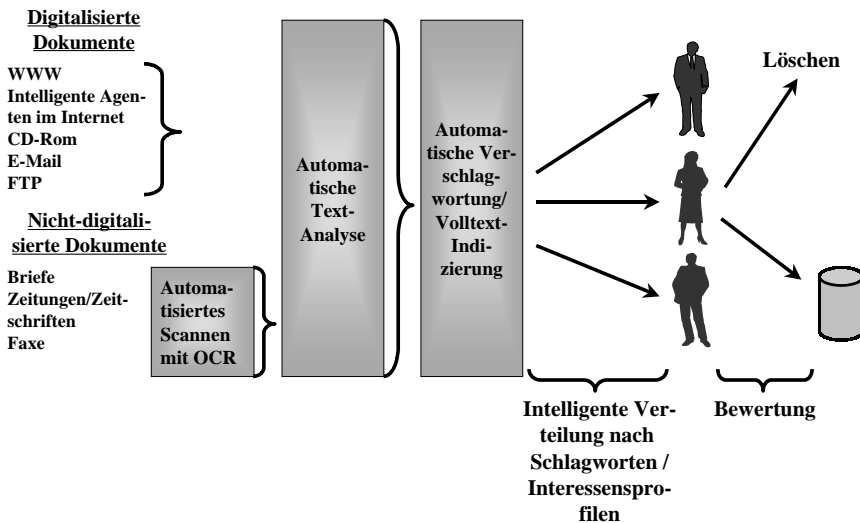 Digitalisierte
Dokumente
WWW
Intelligente Agen-
ten im Internet
CD-Rom
E-Mail
FTP
Nicht-digitali-
sierte Dokumente
Briefe
Zeitungen/Zeit-
schriften
Faxe
Automa-
tisiertes
Scannen
mit OCR
Automa-
tische
Text-
Analyse
Automa-
tische Ver-
schlag-
wortung/
Volltext-
Indi-
zierung
Löschen
Intelligente Ver-
teilung nach
Schlagworten /
Interessenspro-
filen
Bewertung